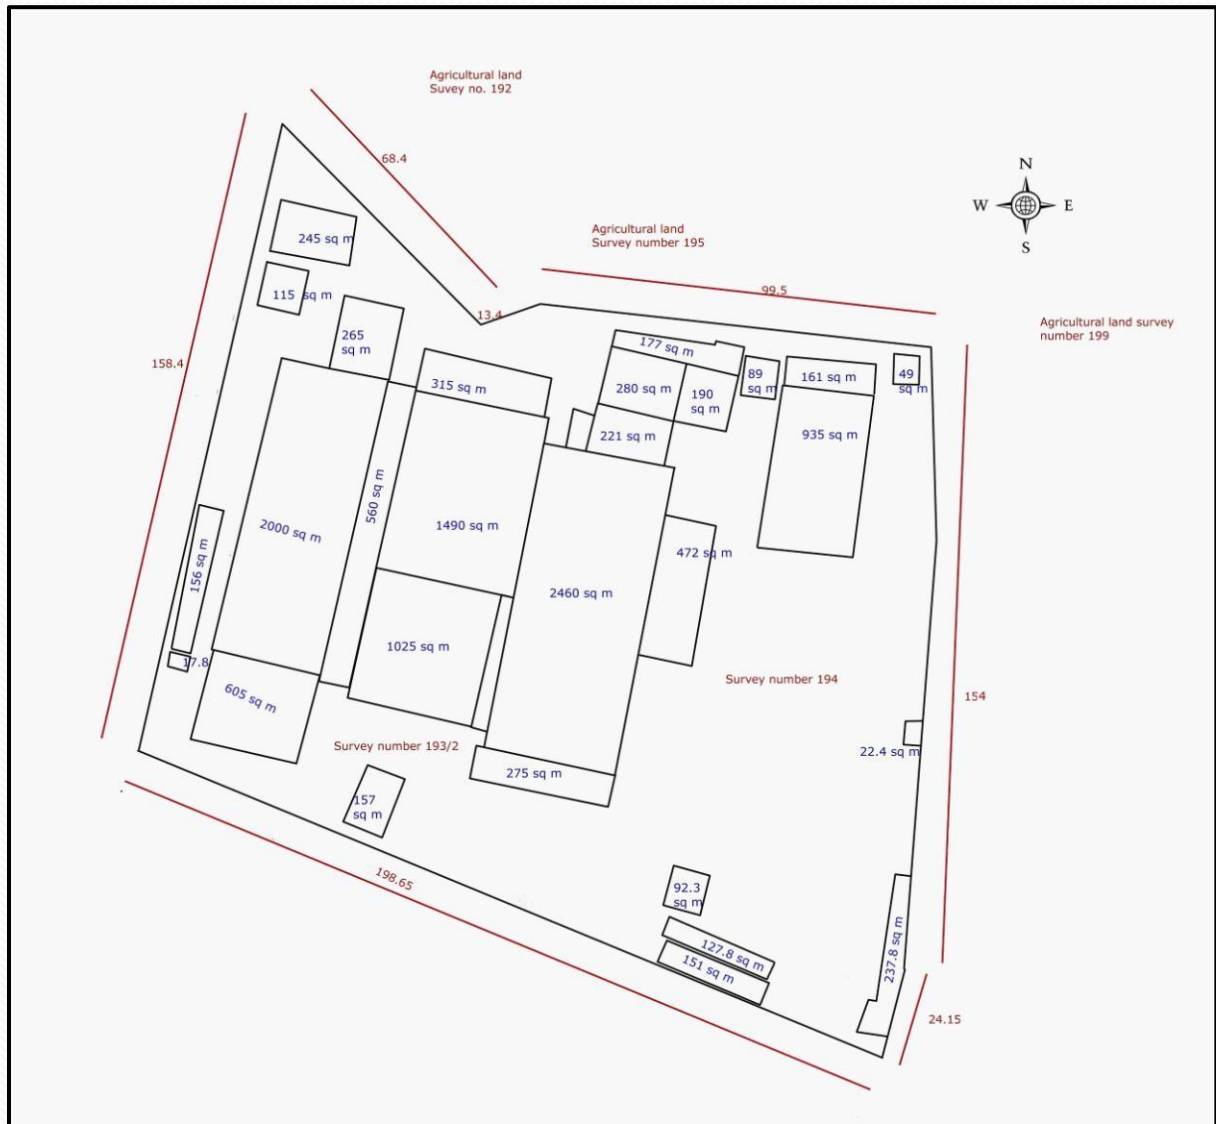 Agricultural land
Suvey no. 192
68.4
N
W
E
S
Agricultural land
Survey number 195
245 sq m
99.5
115 sq m
13.4
Agricultural land survey
number 199
265
sq m
177 sq m
158.4
89
sq m
161 sq m
49
sq m
315 sq m
280 sq m
190
sq m
221 sq m
935 sq m
560 sq m
2000 sq m
1490 sq m
472 sq m
156 sq m
2460 sq m
1025 sq m
17.8
Survey number 194
154
605 sq m
Survey number 193/2
22.4 sq m
275 sq m
157
sq m
198.65
92.3
sq m
127.8 sq m
151 sq m
237.8 sq m
24.15